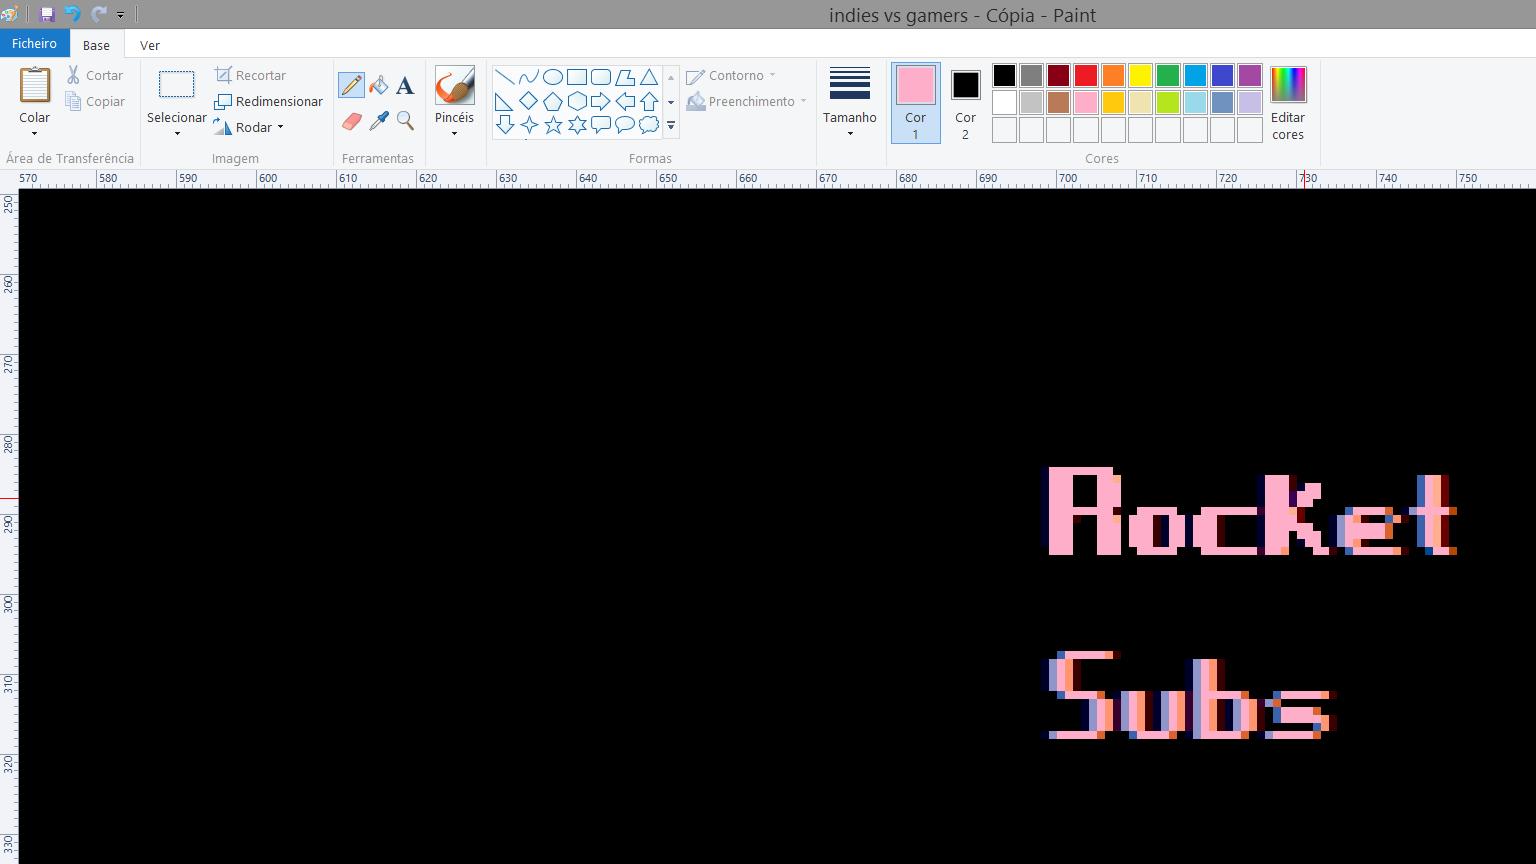 indies vs gamers - Cópia - Paint
Ficheiro Base Ver
Colar
Cortar
Copiar
Área de Transferência
Selecionar
Recortar
Redimensionar
Rodar
Imagem
A
Ferramentas
Pincéis
Contorno
Preenchimento
Formas
Tamanho
Cor 1
Cor 2
Editar cores
Cores
570 580 590 600 610 620 630 640 650 660 670 680 690 700 710 720 730 740 750
250
260
270
280
290
300
310
320
330
Rocket
Subs